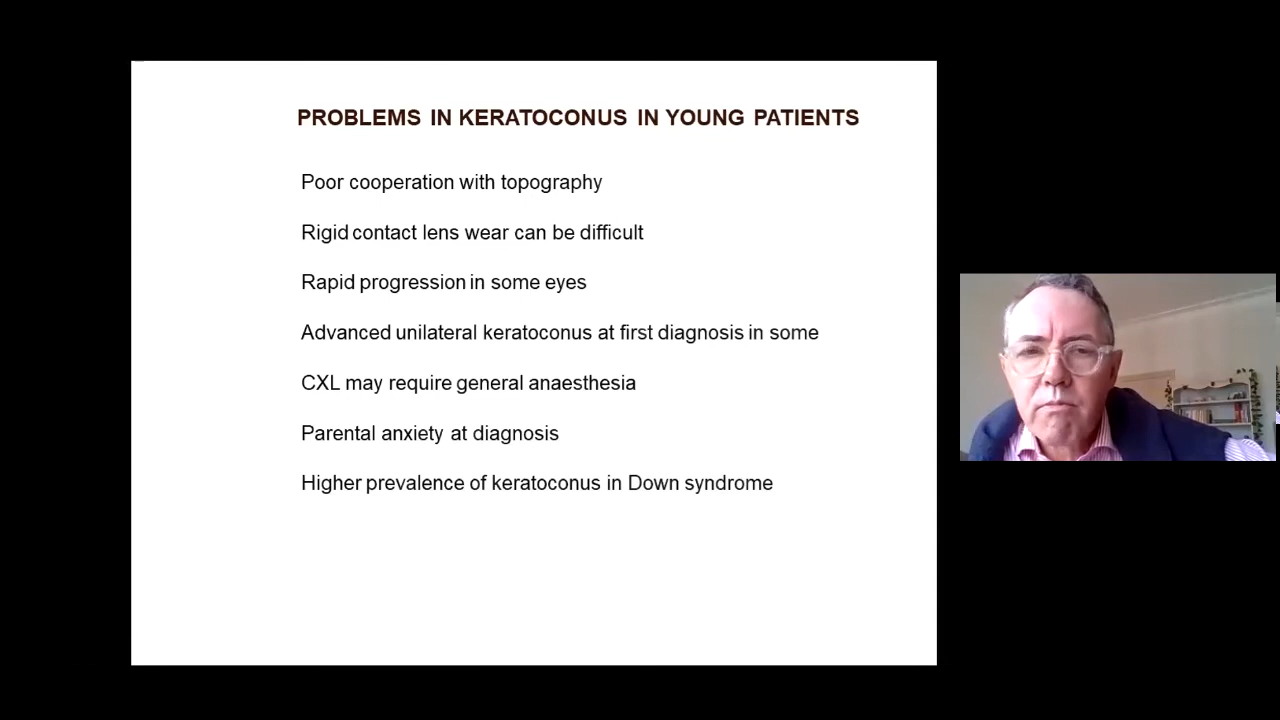 PROBLEMS IN KERATOCONUS IN YOUNG PATIENTS
Poor cooperation with topography
Rigid contact lens wear can be difficult
Rapid progression in some eyes
Advanced unilateral keratoconus at first diagnosis in some
CXL may require general anaesthesia
Parental anxiety at diagnosis
Higher prevalence of keratoconus in Down syndrome